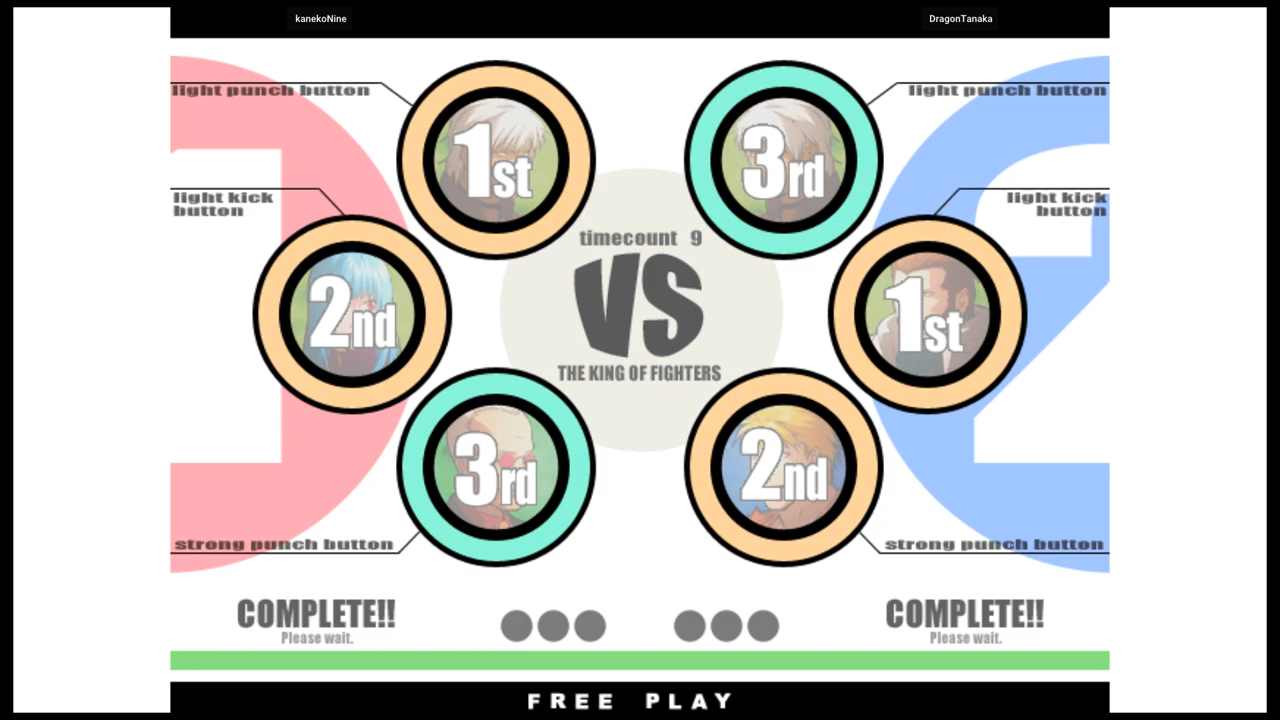 kanekoNine
DragonTanaka
light punch button
light punch button
1st
3rd
light kick
button
light kick
button
timecount 9
VS
THE KING OF FIGHTERS
2nd
1st
3rd
2nd
strong punch button
strong punch button
COMPLETE!!
Please wait.
COMPLETE!!
Please wait.
FREE PLAY